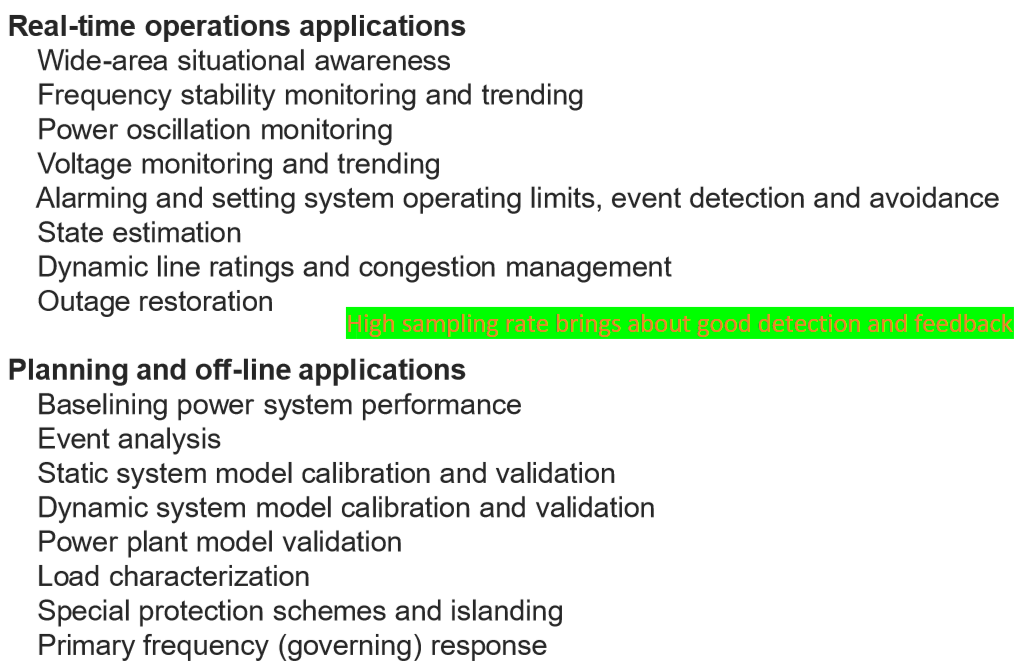 Real-time operations applications
Wide-area situational awareness
Frequency stability monitoring and trending
Power oscillation monitoring
Voltage monitoring and trending
Alarming and setting system operating limits, event detection and avoidance
State estimation
Dynamic line ratings and congestion management
Outage restoration
High sampling rate brings about good detection and feedback
Planning and off-line applications
Baselining power system performance
Event analysis
Static system model calibration and validation
Dynamic system model calibration and validation
Power plant model validation
Load characterization
Special protection schemes and islanding
Primary frequency (governing) response